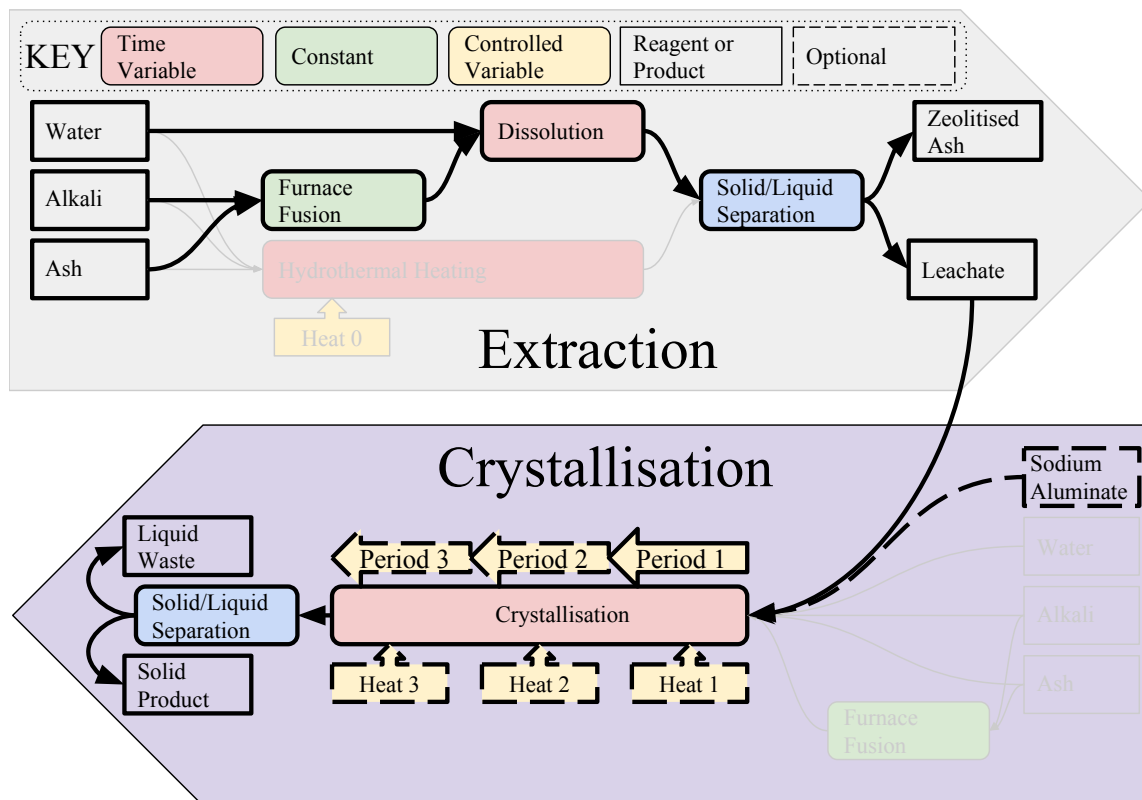 KEY
Time
Variable
Constant
Controlled
Variable
Reagent or
Product
Optional
Water
Alkali
Ash
Furnace
Fusion
Dissolution
Hydrothermal Heating
Heat 0
Solid/Liquid
Separation
Zeolitised
Ash
Leachate
Extraction
Crystallisation
Sodium
Aluminate
Water
Alkali
Ash
Furnace
Fusion
Period 3
Period 2
Period 1
Crystallisation
Heat 3
Heat 2
Heat 1
Liquid
Waste
Solid/Liquid
Separation
Solid
Product